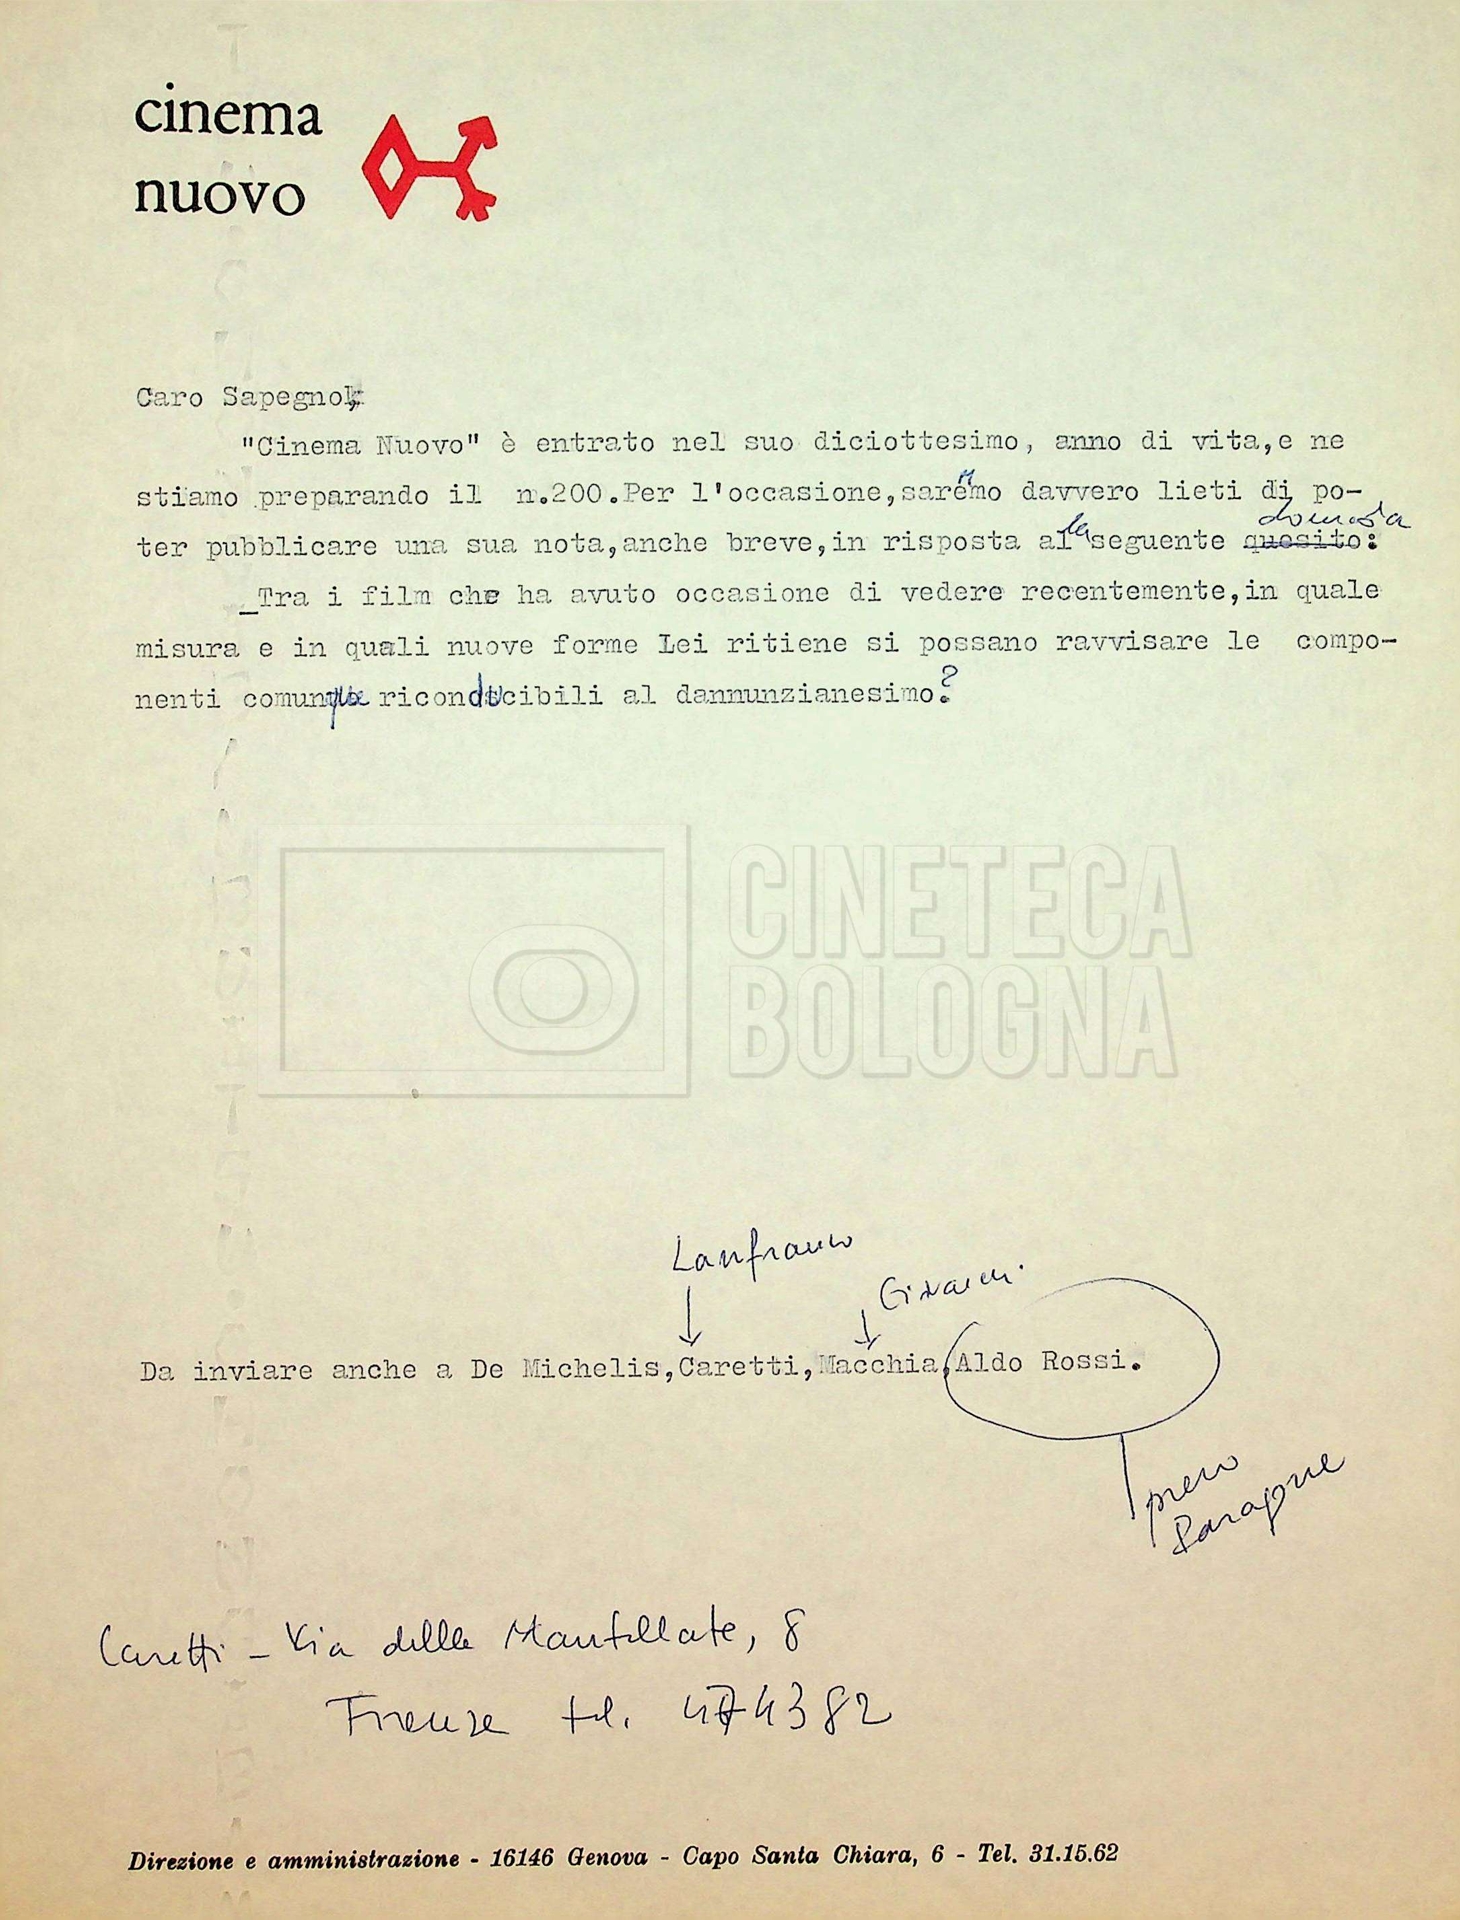 cinema
nuovo
Caro Sapegno,
"Cinema Nuovo" è entrato nel suo diciottesimo, anno di vita,e ne
stiamo preparando il n.200.Per l'occasione,saremmo davvero lieti di po-
domanda
ter pubblicare una sua nota,anche breve,in risposta alla seguente quesito:
_Tra i film che ha avuto occasione di vedere recentemente,in quale
misura e in quali nuove forme Lei ritiene si possano ravvisare le compo-
nenti comunque riconducibili al dannunzianesimo?
CINETECA
BOLOGNA
Lanfranco
Giovanni
Da inviare anche a De Michelis,Caretti,Macchia,Aldo Rossi.
presso
Paragone
Caretti - Via delle Mantellate, 8
Firenze tel. 474382
Direzione e amministrazione - 16146 Genova - Capo Santa Chiara, 6 - Tel. 31.15.62